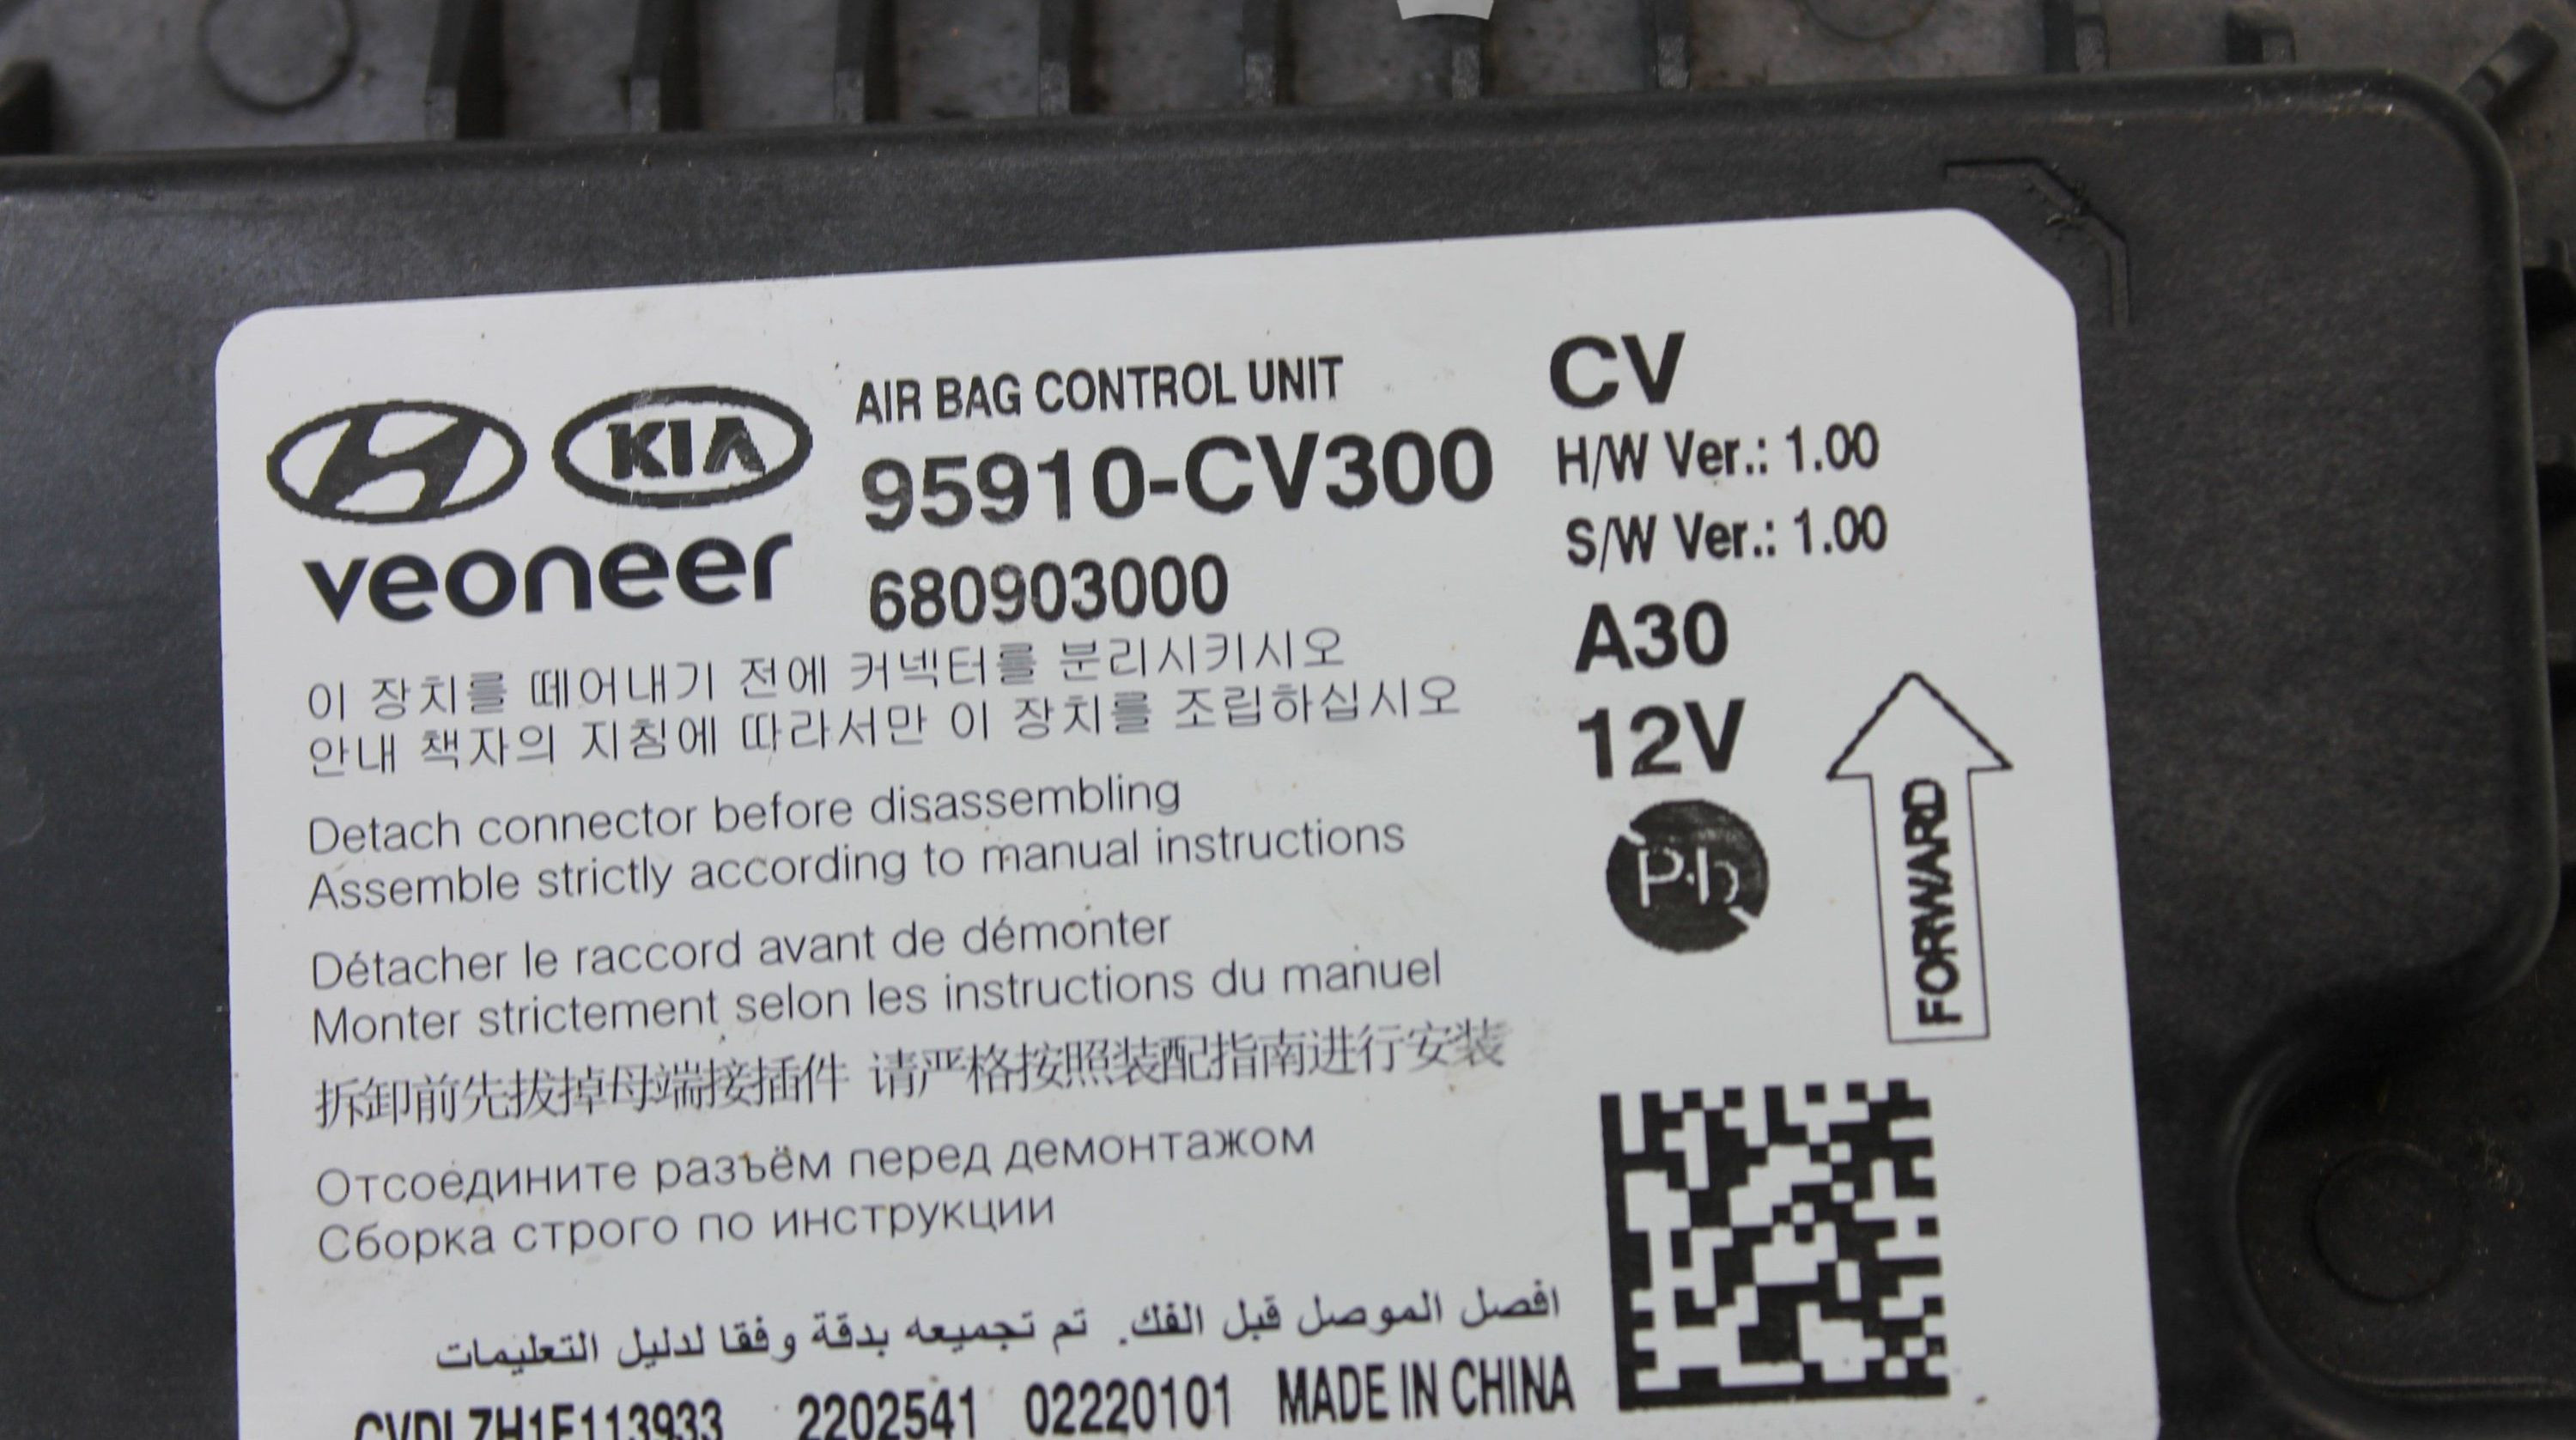 KIA
veoneer
AIR BAG CONTROL UNIT
95910-CV300
680903000
CV
H/W Ver.: 1.00
S/W Ver.: 1.00
A30
12V
Pb
FORWARD
이 장치를 떼어내기 전에 커넥터를 분리시키시오
안내 책자의 지침에 따라서만 이 장치를 조립하십시오
Detach connector before disassembling
Assemble strictly according to manual instructions
Détacher le raccord avant de démonter
Monter strictement selon les instructions du manuel
拆卸前先拔掉母端接插件 请严格按照装配指南进行安装
Отсоедините разъём перед демонтажом
Сборка строго по инструкции
افصل الموصل قبل الفك. تم تجميعه بدقة وفقا لدليل التعليمات
2202541 02220101 MADE IN CHINA